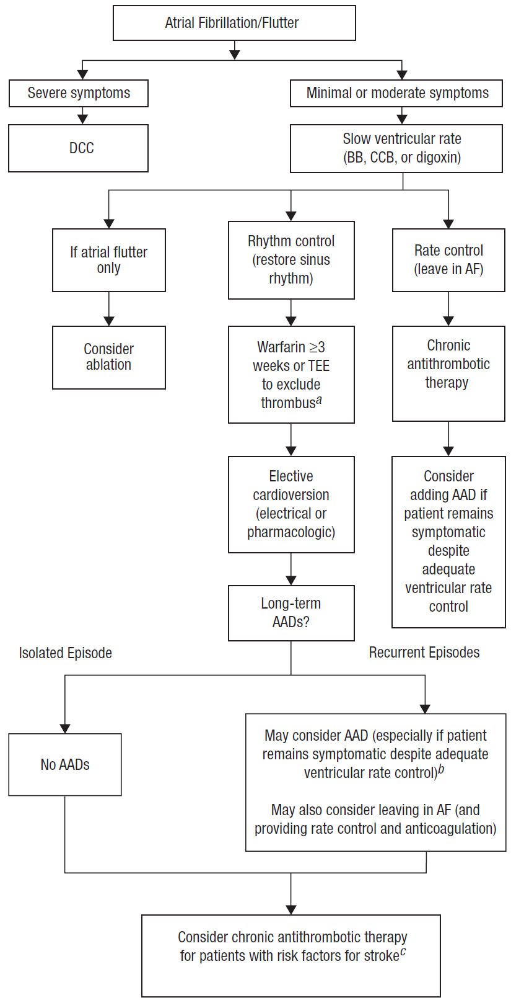 Atrial Fibrillation/Flutter
Severe symptoms
Minimal or moderate symptoms
DCC
Slow ventricular rate
(BB, CCB, or digoxin)
If atrial flutter
only
Rhythm control
(restore sinus
rhythm)
Rate control
(leave in AF)
Consider
ablation
Warfarin ≥3
weeks or TEE
to exclude
thrombusa
Chronic
antithrombotic
therapy
Elective
cardioversion
(electrical or
pharmacologic)
Consider
adding AAD if
patient remains
symptomatic
despite
adequate
ventricular rate
control
Long-term
AADs?
Isolated Episode
Recurrent Episodes
No AADs
May consider AAD (especially if patient
remains symptomatic despite adequate
ventricular rate control)b
May also consider leaving in AF (and
providing rate control and anticoagulation)
Consider chronic antithrombotic therapy
for patients with risk factors for strokec